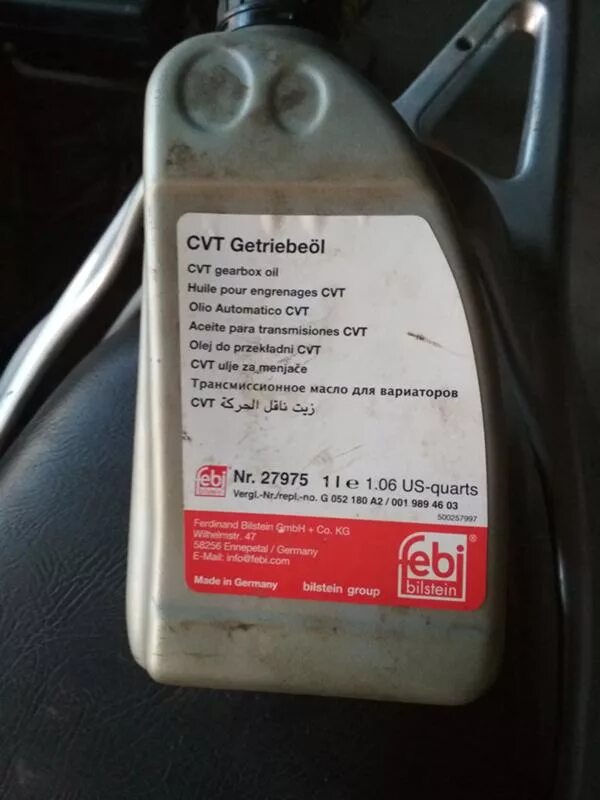 CVT Getriebeöl
CVT gearbox oil
Huile pour engrenages CVT
Olio Automatico CVT
Aceite para transmisiones CVT
Olej do przekładni CVT
CVT ulje za menjače
Трансмиссионное масло для вариаторов
زيت ناقل الحركة CVT
febi bilstein Nr. 27975 1 l e 1.06 US-quarts
Vergl.-Nr./repl.-no. G 052 180 A2 / 001 989 46 03
500257997
Ferdinand Bilstein GmbH + Co. KG
Wilhelmstr. 47
58256 Ennepetal / Germany
E-Mail: info@febi.com
Made in Germany bilstein group
febi®
bilstein